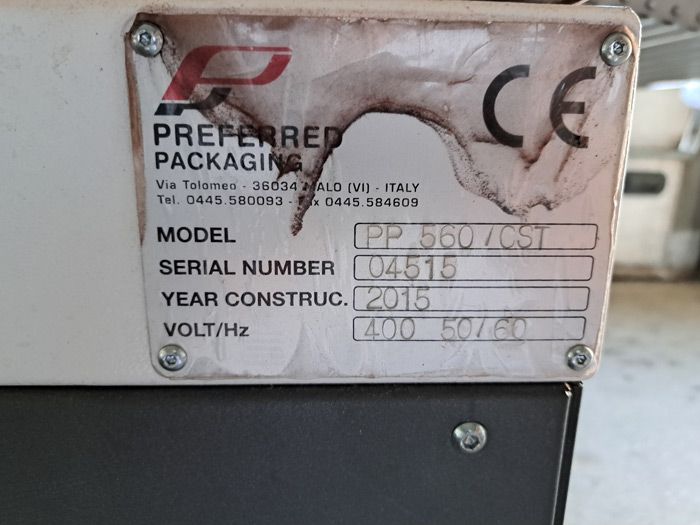 PREFERRED
PACKAGING
CE
Via Tolomeo - 36034 MALO (VI) - ITALY
Tel. 0445.580093 - Fax 0445.584609
MODEL PP 560/CST
SERIAL NUMBER 04515
YEAR CONSTRUC. 2015
VOLT/Hz 400 50/60